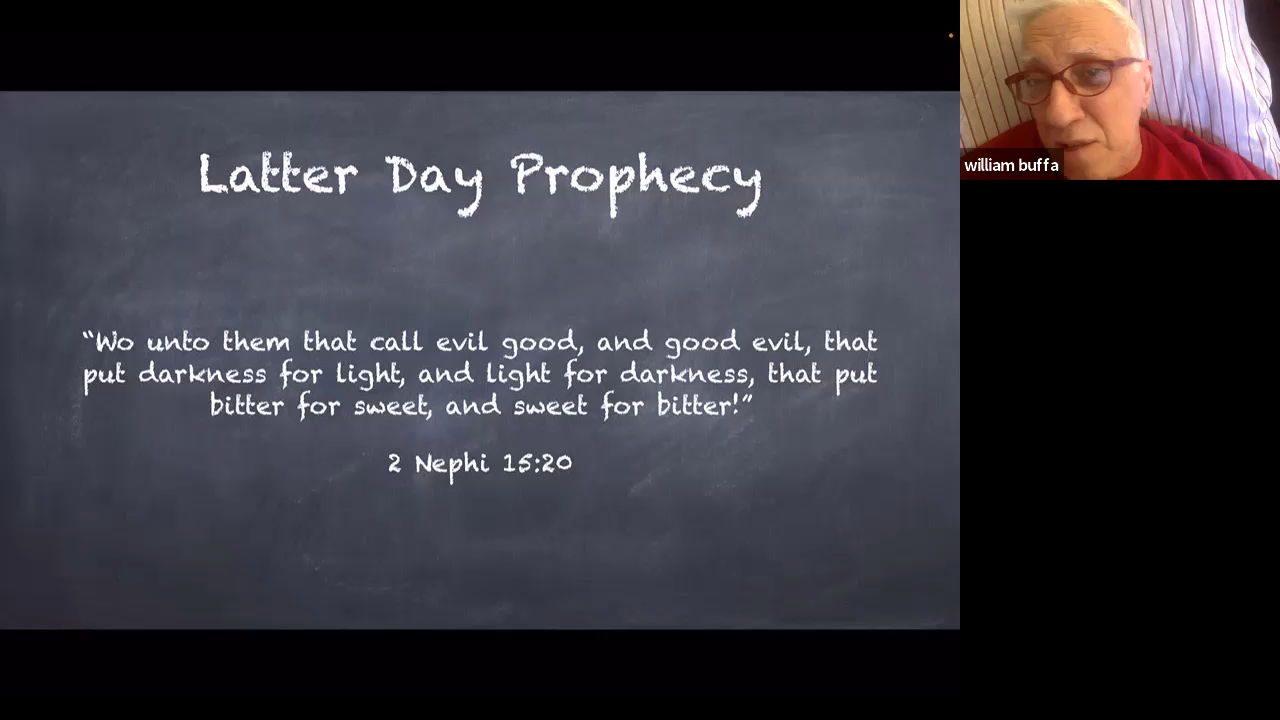 Latter Day Prophecy
"Wo unto them that call evil good, and good evil, that
put darkness for light, and light for darkness, that put
bitter for sweet, and sweet for bitter!"
2 Nephi 15:20
william buffa